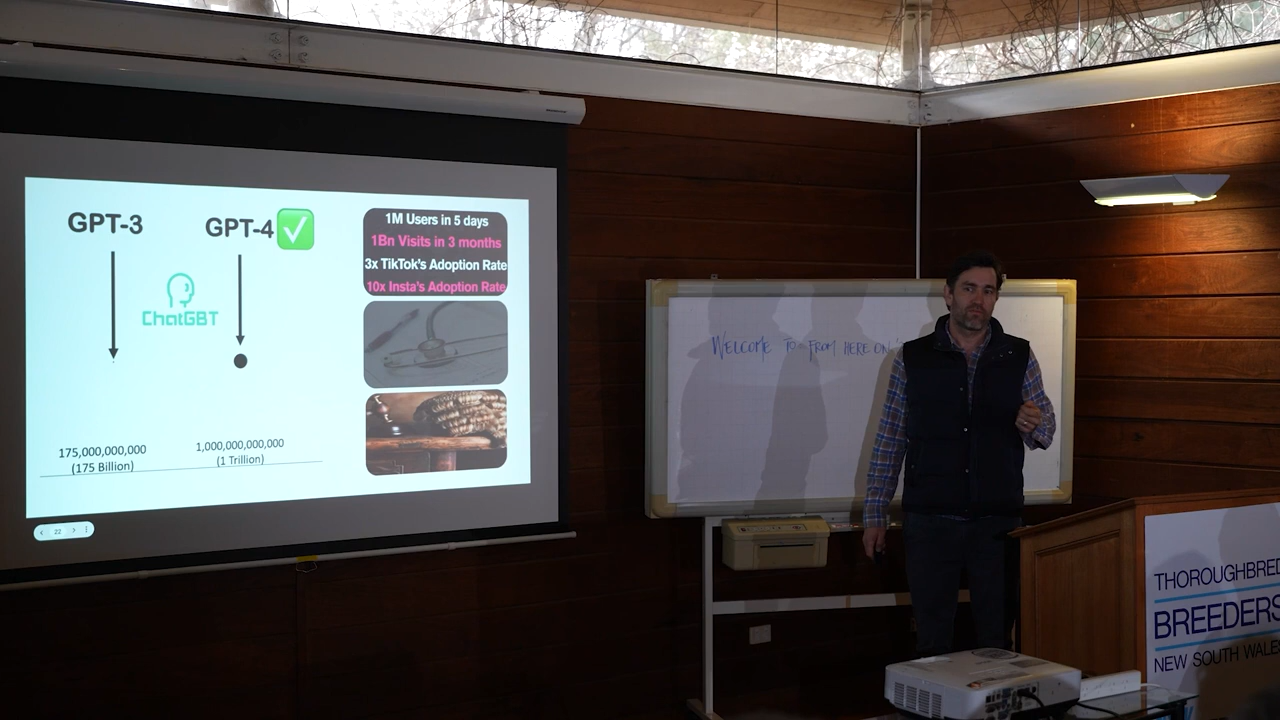 GPT-3
GPT-4
ChatGBT
175,000,000,000
(175 Billion)
1,000,000,000,000
(1 Trillion)
1M Users in 5 days
1Bn Visits in 3 months
3x TikTok's Adoption Rate
10x Insta's Adoption Rate
22
WELCOME TO FROM HERE ON
THOROUGHBRED
BREEDERS
NEW SOUTH WALES